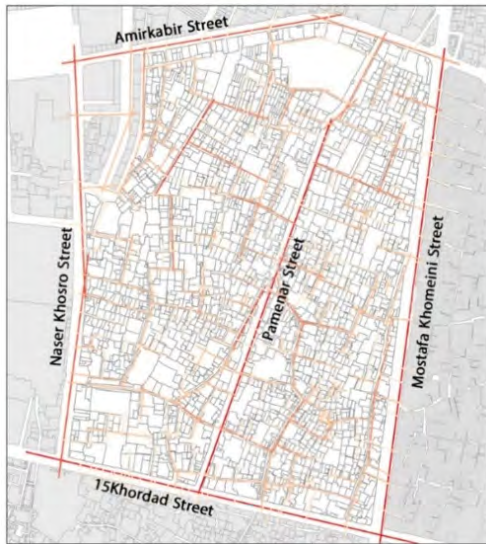 Amirkabir Street
Naser Khosro Street
Pamenar Street
Mostafa Khomeini Street
15Khordad Street